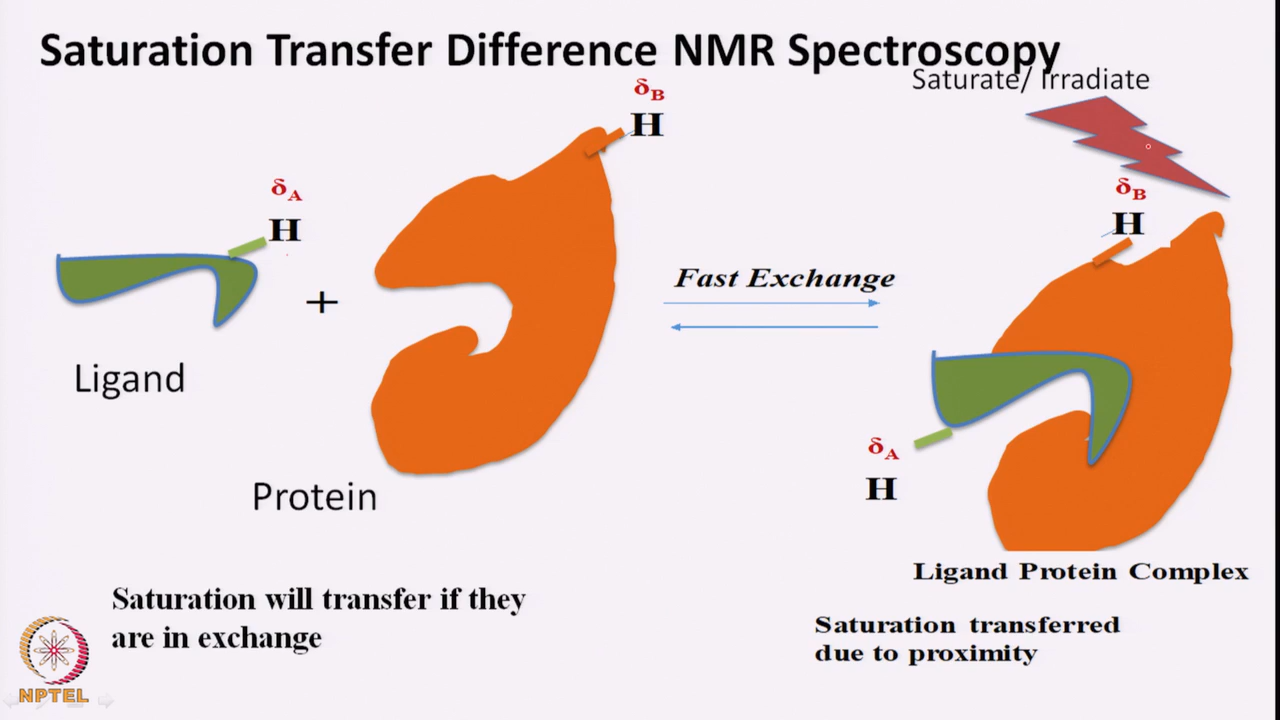 Saturation Transfer Difference NMR Spectroscopy
Saturate/ Irradiate
δB
H
δA
H
δB
H
Fast Exchange
+
Ligand
δA
H
Protein
Ligand Protein Complex
Saturation will transfer if they
are in exchange
Saturation transferred
due to proximity
NPTEL